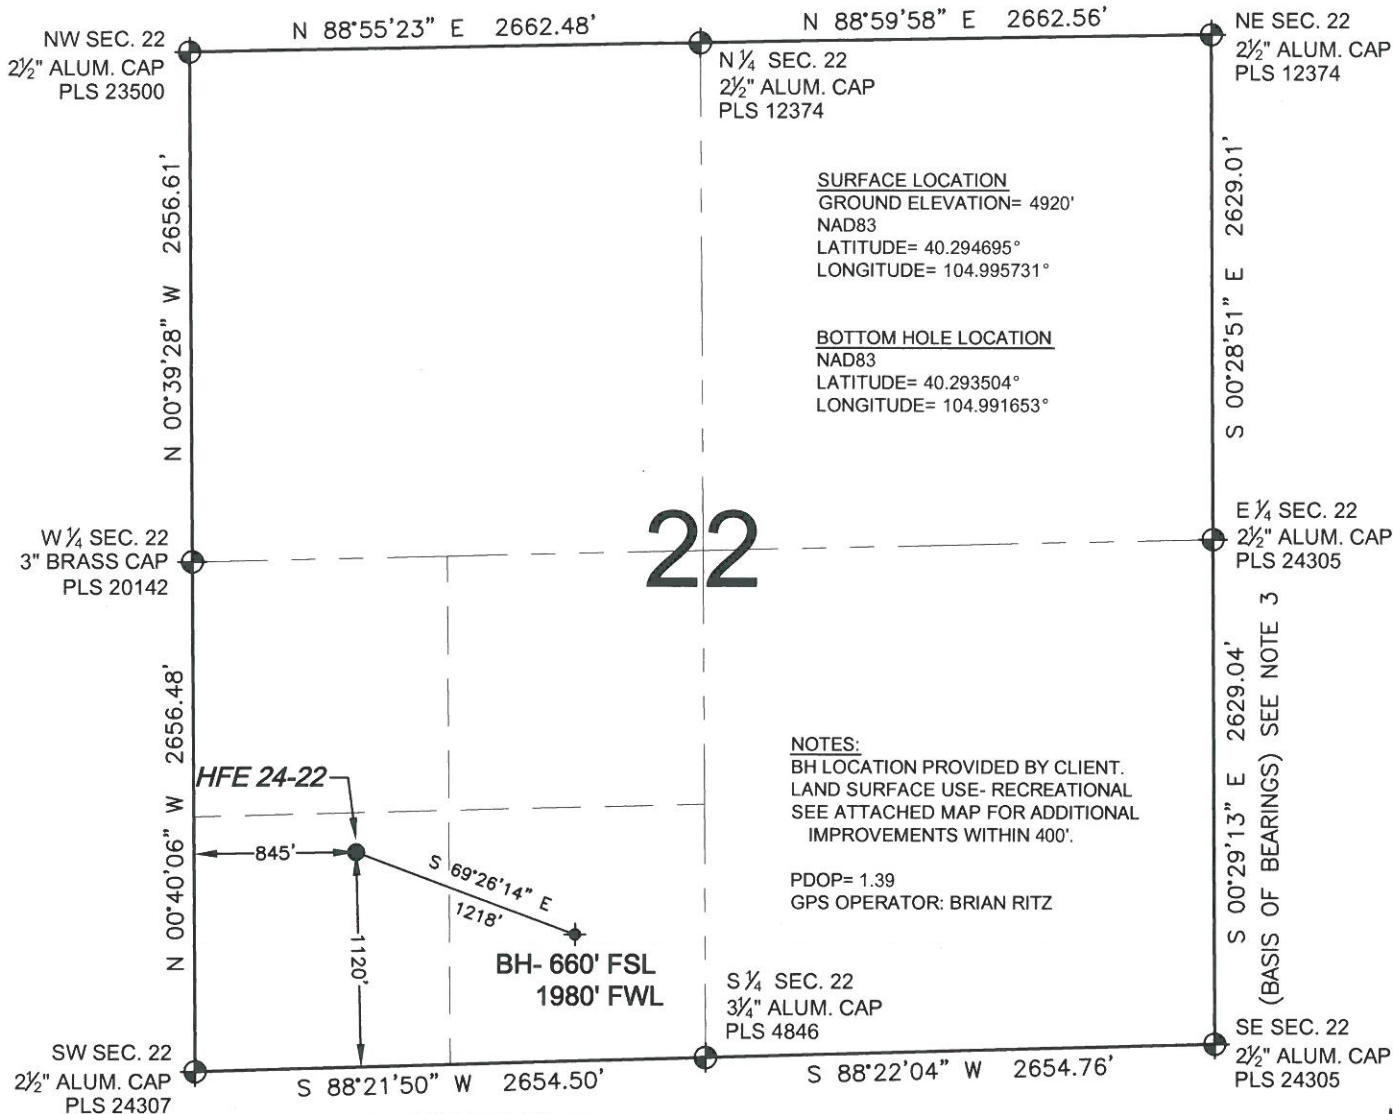 N 88°55'23" E 2662.48'
N 88°59'58" E 2662.56'
NW SEC. 22
2½" ALUM. CAP
PLS 23500
N ¼ SEC. 22
2½" ALUM. CAP
PLS 12374
NE SEC. 22
2½" ALUM. CAP
PLS 12374
N 00°39'28" W 2656.61'
SURFACE LOCATION
GROUND ELEVATION= 4920'
NAD83
LATITUDE= 40.294695°
LONGITUDE= 104.995731°
BOTTOM HOLE LOCATION
NAD83
LATITUDE= 40.293504°
LONGITUDE= 104.991653°
S 00°28'51" E 2629.01'
W ¼ SEC. 22
3" BRASS CAP
PLS 20142
22
E ¼ SEC. 22
2½" ALUM. CAP
PLS 24305
N 00°40'06" W 2656.48'
HFE 24-22
845'
1120'
S 69°26'14" E
1218'
BH- 660' FSL
1980' FWL
NOTES:
BH LOCATION PROVIDED BY CLIENT.
LAND SURFACE USE- RECREATIONAL
SEE ATTACHED MAP FOR ADDITIONAL
IMPROVEMENTS WITHIN 400'.
PDOP= 1.39
GPS OPERATOR: BRIAN RITZ
S 00°29'13" E 2629.04'
(BASIS OF BEARINGS) SEE NOTE 3
SW SEC. 22
2½" ALUM. CAP
PLS 24307
S 88°21'50" W 2654.50'
S ¼ SEC. 22
3¼" ALUM. CAP
PLS 4846
S 88°22'04" W 2654.76'
SE SEC. 22
2½" ALUM. CAP
PLS 24305